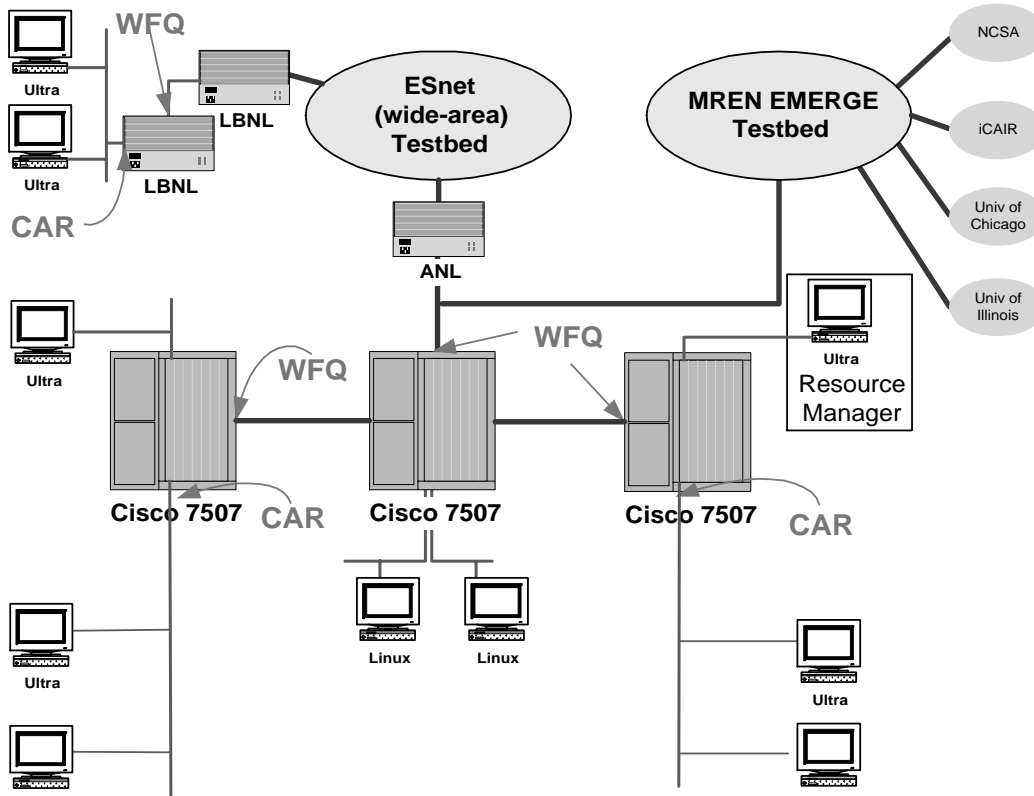 WFQ
NCSA
Ultra
LBNL
ESnet
(wide-area)
Testbed
MREN EMERGE
Testbed
iCAIR
Ultra
LBNL
CAR
Univ of
Chicago
ANL
Univ of
Illinois
Ultra
WFQ
WFQ
Ultra
Resource
Manager
Cisco 7507
CAR
Cisco 7507
Cisco 7507
CAR
Linux
Linux
Ultra
Ultra